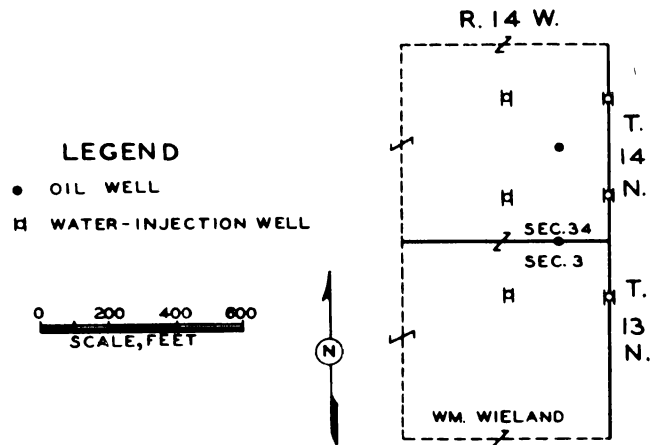 R. 14 W.
T.
14
N.
LEGEND
OIL WELL
WATER-INJECTION WELL
SEC. 34
SEC. 3
0 200 400 600
SCALE, FEET
N
T.
13
N.
WM. WIELAND